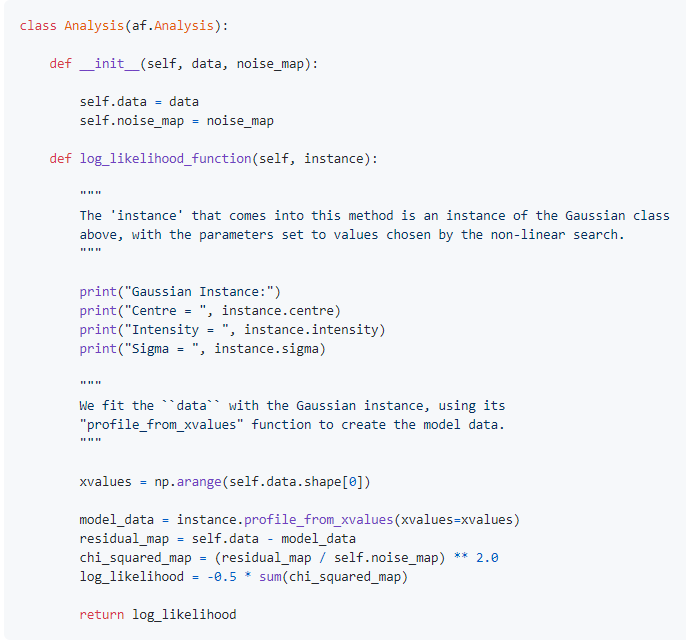 class Analysis(af.Analysis):
def __init__(self, data, noise_map):
self.data = data
self.noise_map = noise_map
def log_likelihood_function(self, instance):
"""
The 'instance' that comes into this method is an instance of the Gaussian class
above, with the parameters set to values chosen by the non-linear search.
"""
print("Gaussian Instance:")
print("Centre = ", instance.centre)
print("Intensity = ", instance.intensity)
print("Sigma = ", instance.sigma)
"""
We fit the ``data`` with the Gaussian instance, using its
"profile_from_xvalues" function to create the model data.
"""
xvalues = np.arange(self.data.shape[0])
model_data = instance.profile_from_xvalues(xvalues=xvalues)
residual_map = self.data - model_data
chi_squared_map = (residual_map / self.noise_map) ** 2.0
log_likelihood = -0.5 * sum(chi_squared_map)
return log_likelihood